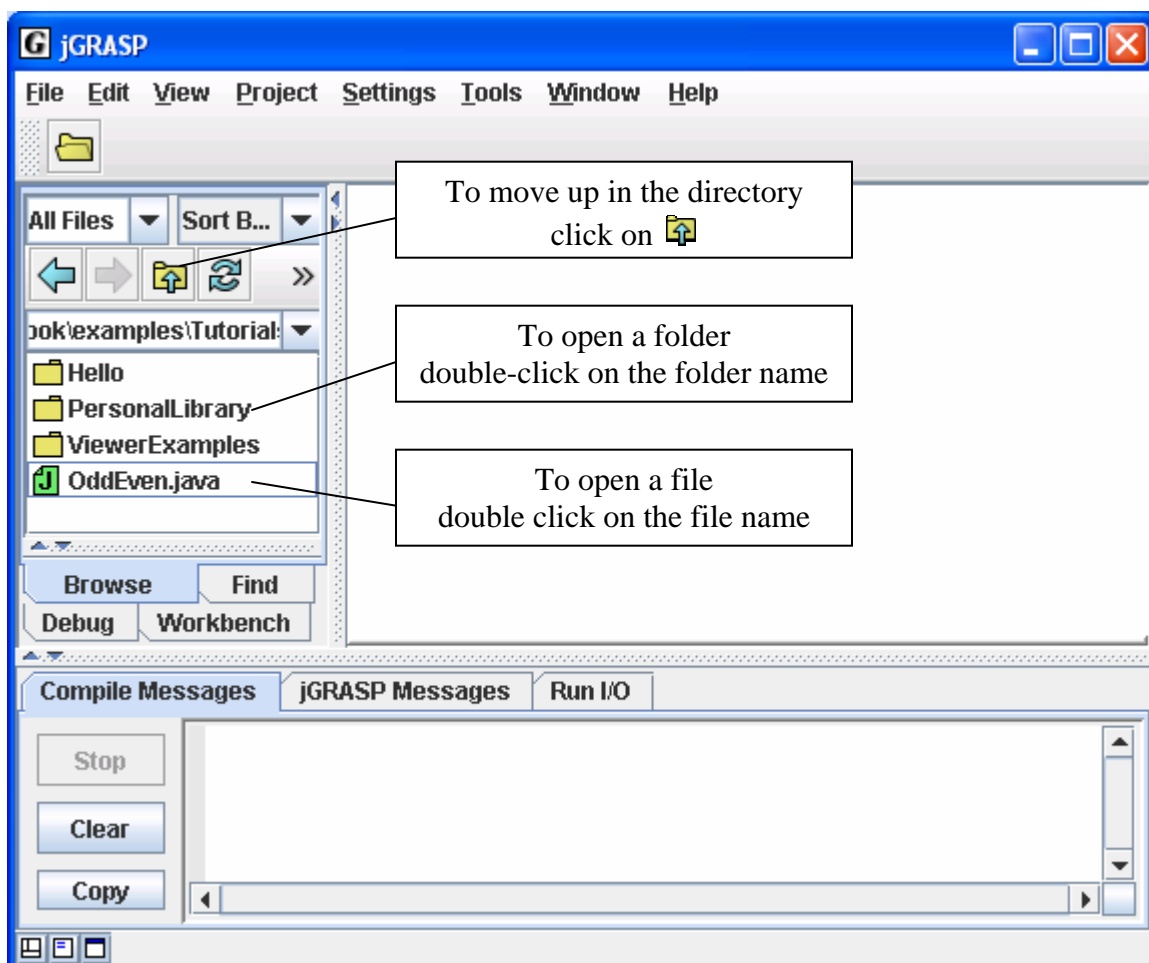 jGRASP
File Edit View Project Settings Tools Window Help
To move up in the directory
click on
All Files Sort B...
ook\examples\Tutorial
To open a folder
double-click on the folder name
Hello
PersonalLibrary
ViewerExamples
OddEven.java
To open a file
double click on the file name
Browse Find
Debug Workbench
Compile Messages jGRASP Messages Run I/O
Stop
Clear
Copy